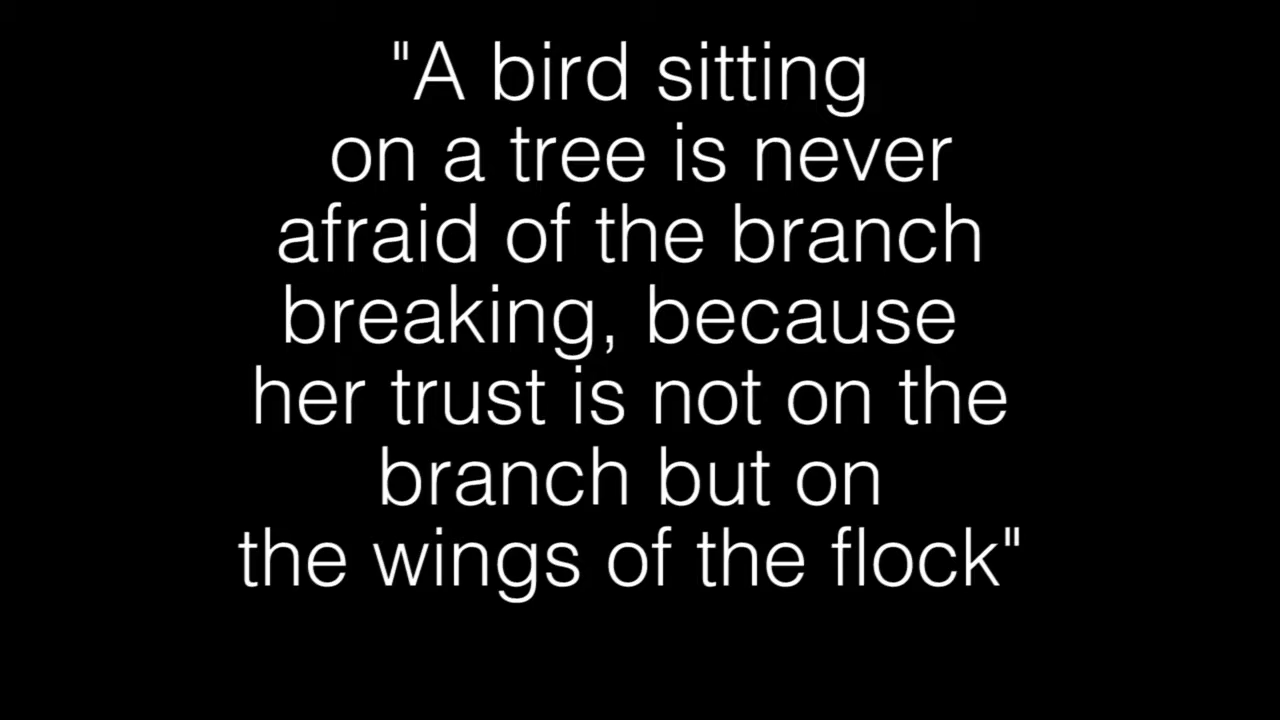 "A bird sitting
on a tree is never
afraid of the branch
breaking, because
her trust is not on the
branch but on
the wings of the flock"